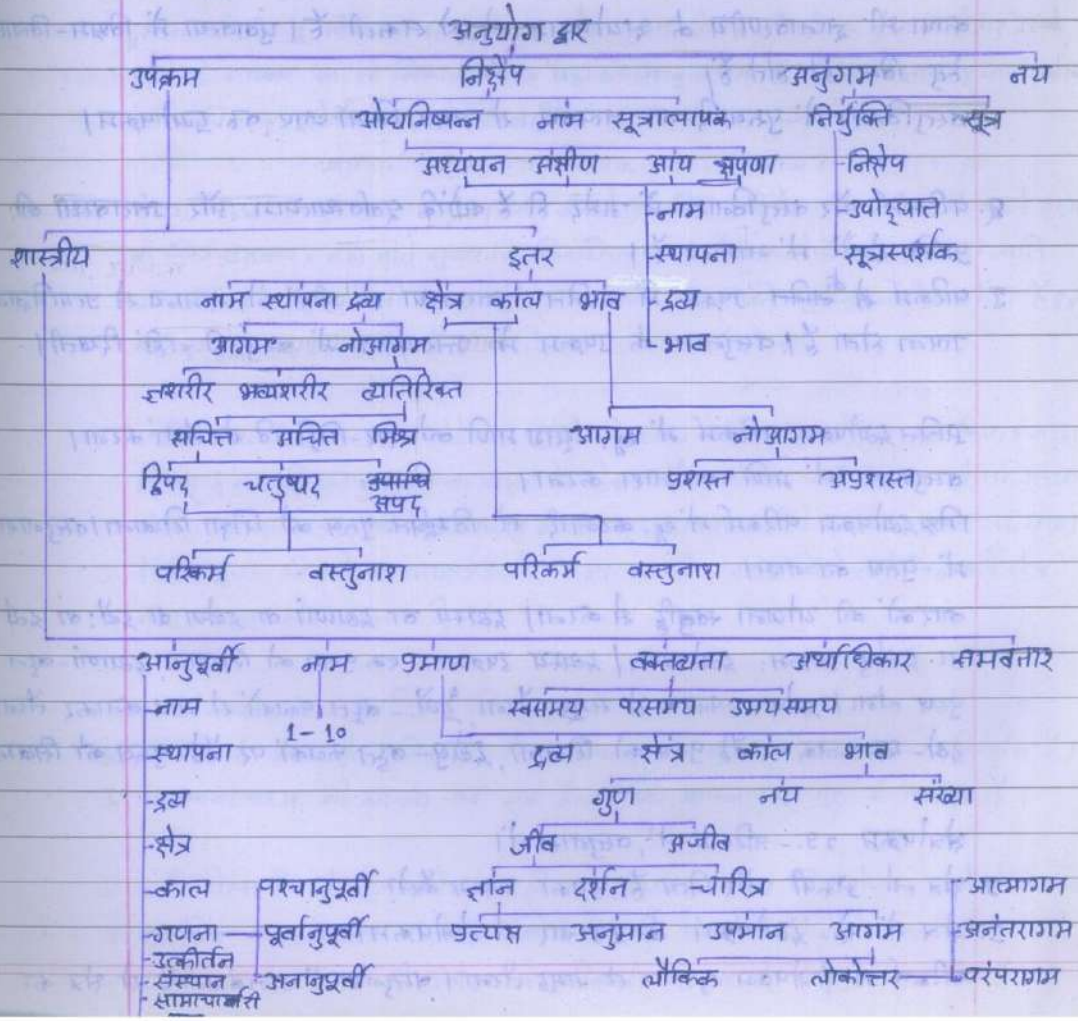 अनुयोग द्वार
उपक्रम निक्षेप अनुगम नय
ओघनिष्पन्न नाम सूत्रालापक निर्युक्ति सूत्र
अध्ययन अक्षीण आय क्षपणा -निक्षेप
-नाम -उपोद्घात
शास्त्रीय इतर -स्थापना सूत्रस्पर्शक
नाम स्थापना द्रव्य क्षेत्र काल भाव -द्रव्य
आगम नोआगम -भाव
ज्ञशरीर भव्यशरीर व्यतिरिक्त
सचित्त अचित्त मिश्र आगम नोआगम
द्विपद चतुष्पद अपद प्रशस्त अप्रशस्त
परिकर्म वस्तुनाश परिकर्म वस्तुनाश
आनुपूर्वी नाम प्रमाण वक्तव्यता अर्थाधिकार समवतार
-नाम स्वसमय परसमय उभयसमय
-स्थापना 1-10 द्रव्य क्षेत्र काल भाव
-द्रव्य गुण नय संख्या
-क्षेत्र जीव अजीव
-काल पश्चानुपूर्वी ज्ञान दर्शन चारित्र -आत्मागम
-गणना पूर्वानुपूर्वी प्रत्यक्ष अनुमान उपमान आगम -अनंतरागम
-उत्कीर्तन
-संस्थान अनानुपूर्वी लौकिक लोकोत्तर परंपरागम
-सामाचारी